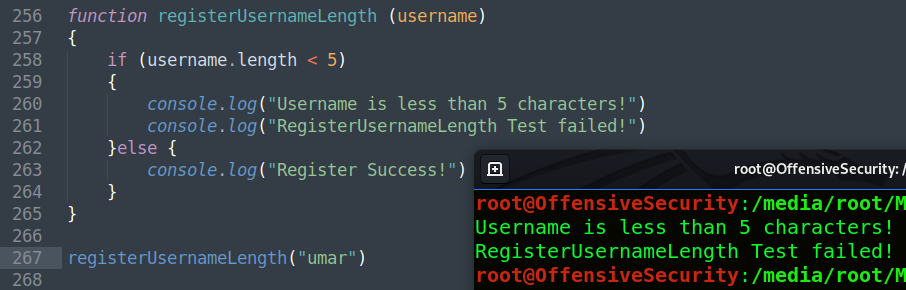 256 function registerUsernameLength (username)
257 {
258     if (username.length < 5)
259     {
260         console.log("Username is less than 5 characters!")
261         console.log("RegisterUsernameLength Test failed!")
262     }else {
263         console.log("Register Success!")
264     }
265 }
266
267 registerUsernameLength("umar")
268
root@OffensiveSecurity: /
root@OffensiveSecurity:/media/root/M
Username is less than 5 characters!
RegisterUsernameLength Test failed!
root@OffensiveSecurity:/media/root/M